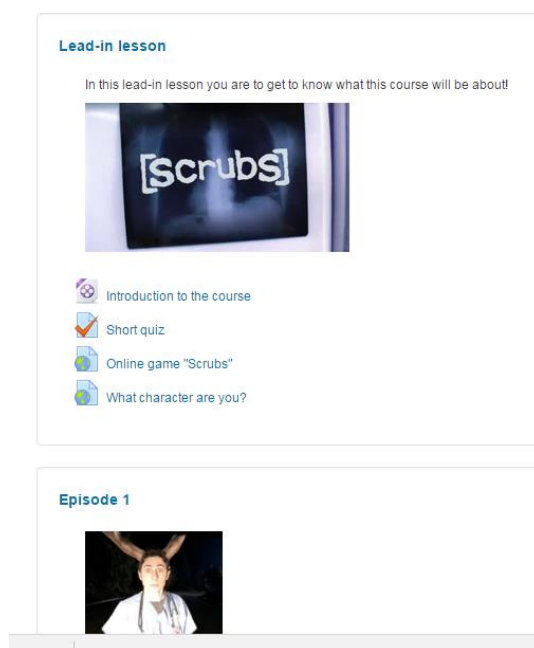 Lead-in lesson
In this lead-in lesson you are to get to know what this course will be about!
[scrubs]
Introduction to the course
Short quiz
Online game "Scrubs"
What character are you?
Episode 1